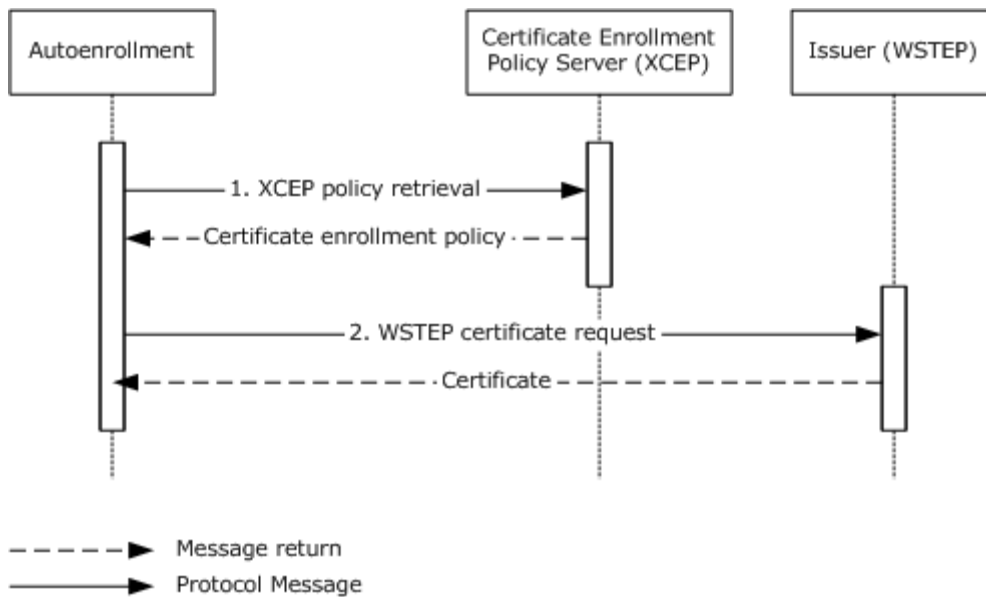 Autoenrollment
Certificate Enrollment
Policy Server (XCEP)
Issuer (WSTEP)
1. XCEP policy retrieval
Certificate enrollment policy
2. WSTEP certificate request
Certificate
Message return
Protocol Message